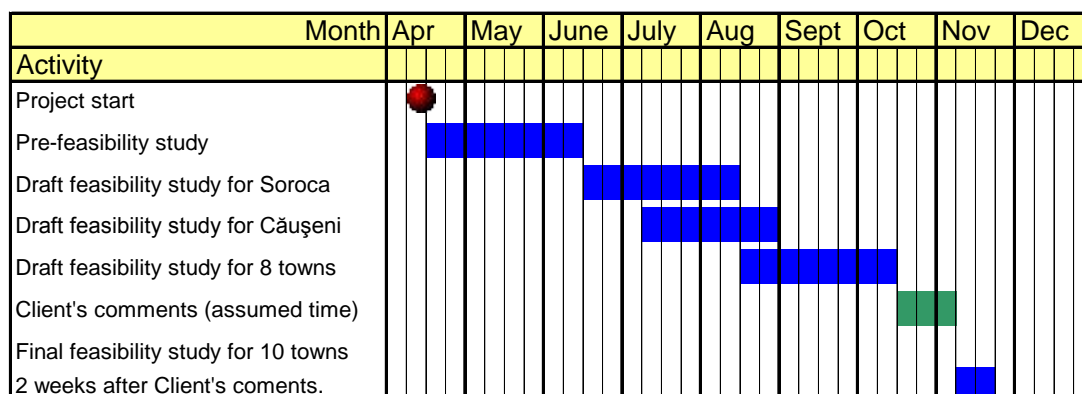 Month Apr May June July Aug Sept Oct Nov Dec
Activity
Project start
Pre-feasibility study
Draft feasibility study for Soroca
Draft feasibility study for Căuşeni
Draft feasibility study for 8 towns
Client's comments (assumed time)
Final feasibility study for 10 towns
2 weeks after Client's coments.